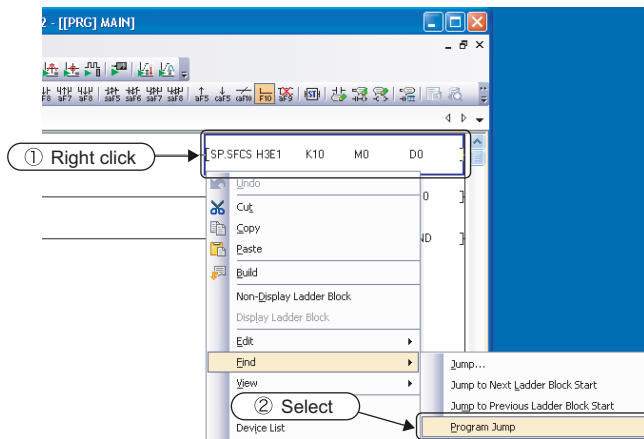 2 - [[PRG] MAIN]
F8 aF7 aF8 saF5 saF6 saF7 saF8 aF5 caF5 caF10 F10 aF9
① Right click
SP.SFCS H3E1 K10 M0 D0
Undo
0
Cut
Copy
ND
Paste
Build
Non-Display Ladder Block
Display Ladder Block
Edit
Find
Jump...
View
Jump to Next Ladder Block Start
② Select
Jump to Previous Ladder Block Start
Device List
Program Jump